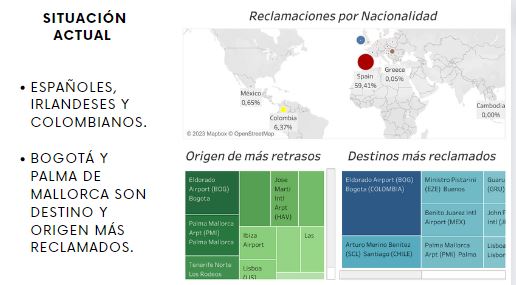 SITUACIÓN
ACTUAL
• ESPAÑOLES,
IRLANDESES Y
COLOMBIANOS.
• BOGOTÁ Y
PALMA DE
MALLORCA SON
DESTINO Y
ORIGEN MÁS
RECLAMADOS.
Reclamaciones por Nacionalidad
Spain
59,41%
Greece
0,05%
México
0,65%
Colombia
6,37%
Cambodia
0,00%
© 2023 Mapbox © OpenStreetMap
Origen de más retrasos
Eldorado
Airport (BOG)
Bogota
Jose
Marti
Intl
Arpt
(HAV)
Palma Mallorca
Arpt (PMI)
Palma Mallorca
Ibiza
Airport
Las
Tenerife Norte
Los Rodeos
Lisboa
(LIS)
Destinos más reclamados
Eldorado Airport (BOG)
Bogota (COLOMBIA)
Ministro Pistarini
(EZE) Buenos
Guaru
(GRU)
Benito Juarez Intl
Airport (MEX)
John F
Intl (J
Arturo Merino Benitez
(SCL) Santiago (CHILE)
Palma Mallorca
Arpt (PMI) Palma
Lisboa
Lisbon